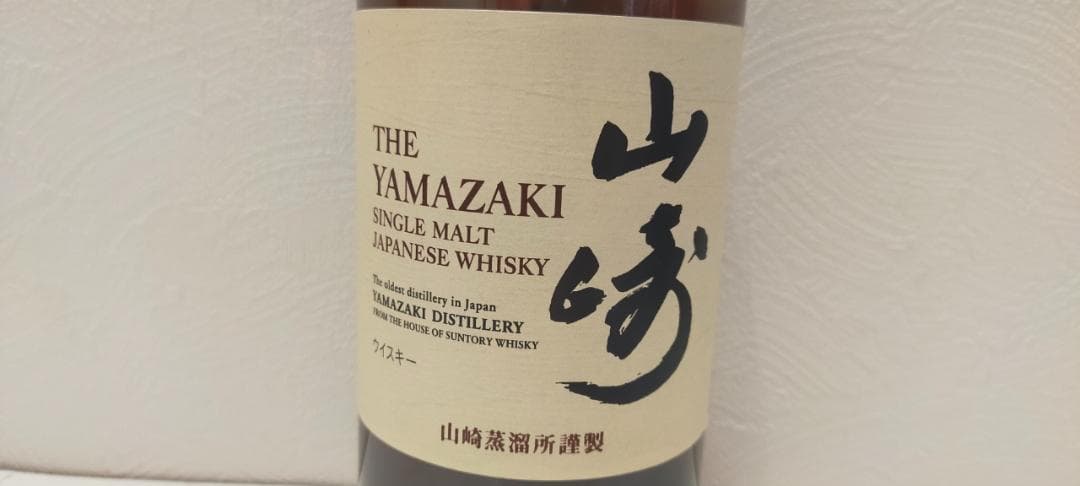 山崎
THE
YAMAZAKI
SINGLE MALT
JAPANESE WHISKY
The oldest distillery in Japan
YAMAZAKI DISTILLERY
FROM THE HOUSE OF SUNTORY WHISKY
ウイスキー
山崎蒸溜所謹製